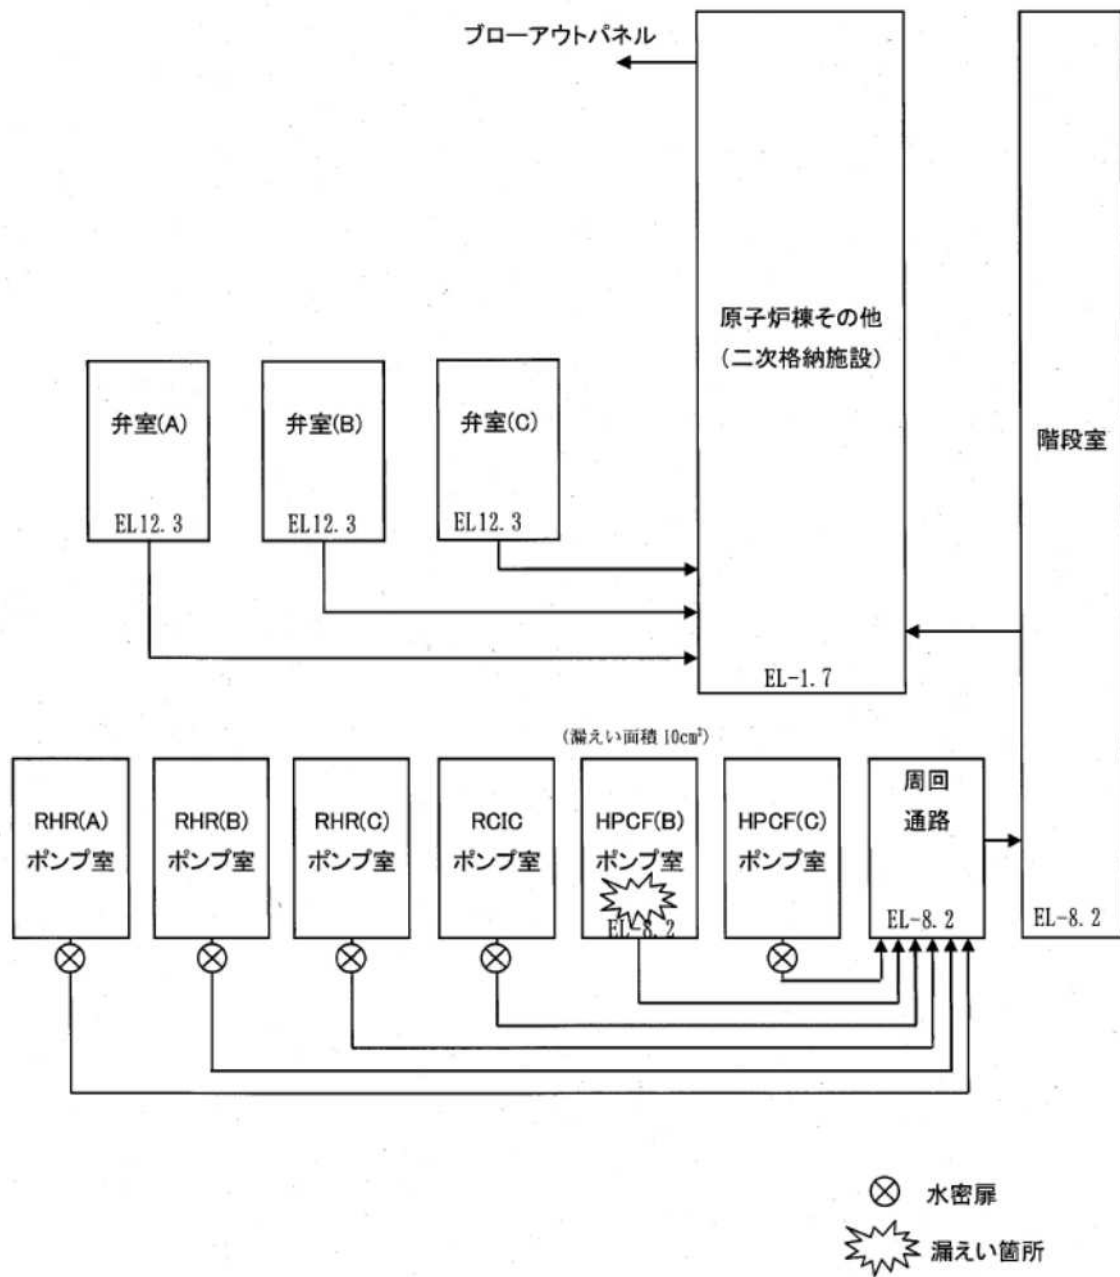 ブローアウトパネル
原子炉棟その他
(二次格納施設)
EL-1.7
階段室
EL-8.2
弁室(A)
EL12.3
弁室(B)
EL12.3
弁室(C)
EL12.3
(漏えい面積10cm²)
RHR(A)
ポンプ室
RHR(B)
ポンプ室
RHR(C)
ポンプ室
RCIC
ポンプ室
HPCF(B)
ポンプ室
EL-8.2
HPCF(C)
ポンプ室
周回
通路
EL-8.2
水密扉
漏えい箇所